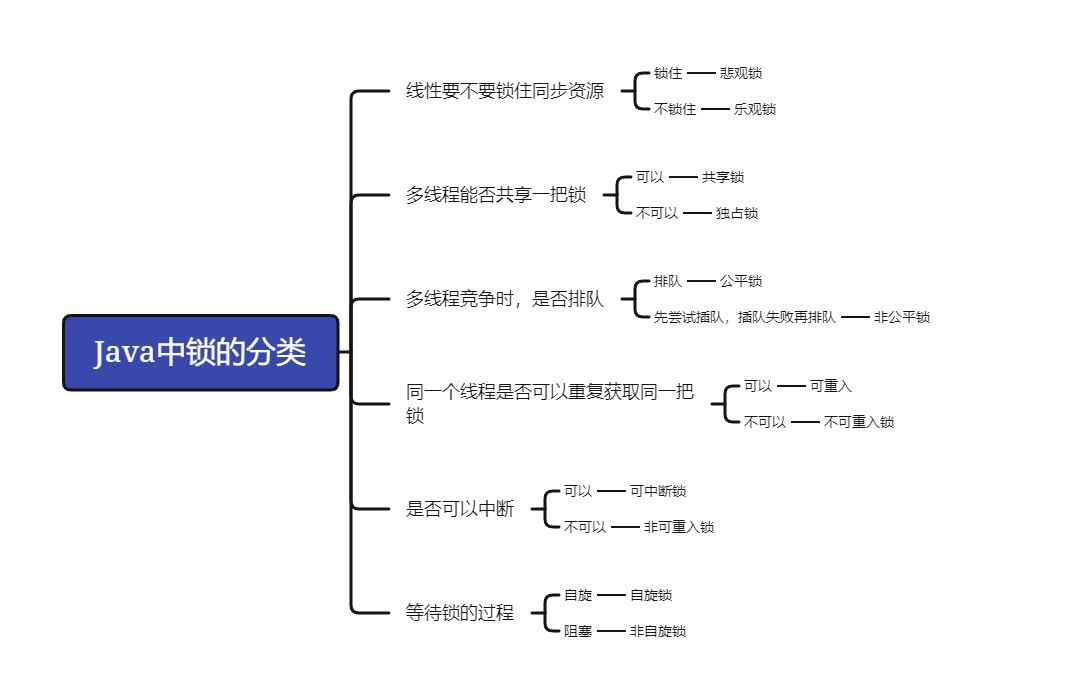 线性要不要锁住同步资源
锁住
悲观锁
不锁住
乐观锁
多线程能否共享一把锁
可以
共享锁
不可以
独占锁
多线程竞争时，是否排队
排队
公平锁
先尝试插队，插队失败再排队
非公平锁
Java中锁的分类
同一个线程是否可以重复获取同一把
锁
可以
可重入
不可以
不可重入锁
是否可以中断
可以
可中断锁
不可以
非可重入锁
等待锁的过程
自旋
自旋锁
阻塞
非自旋锁